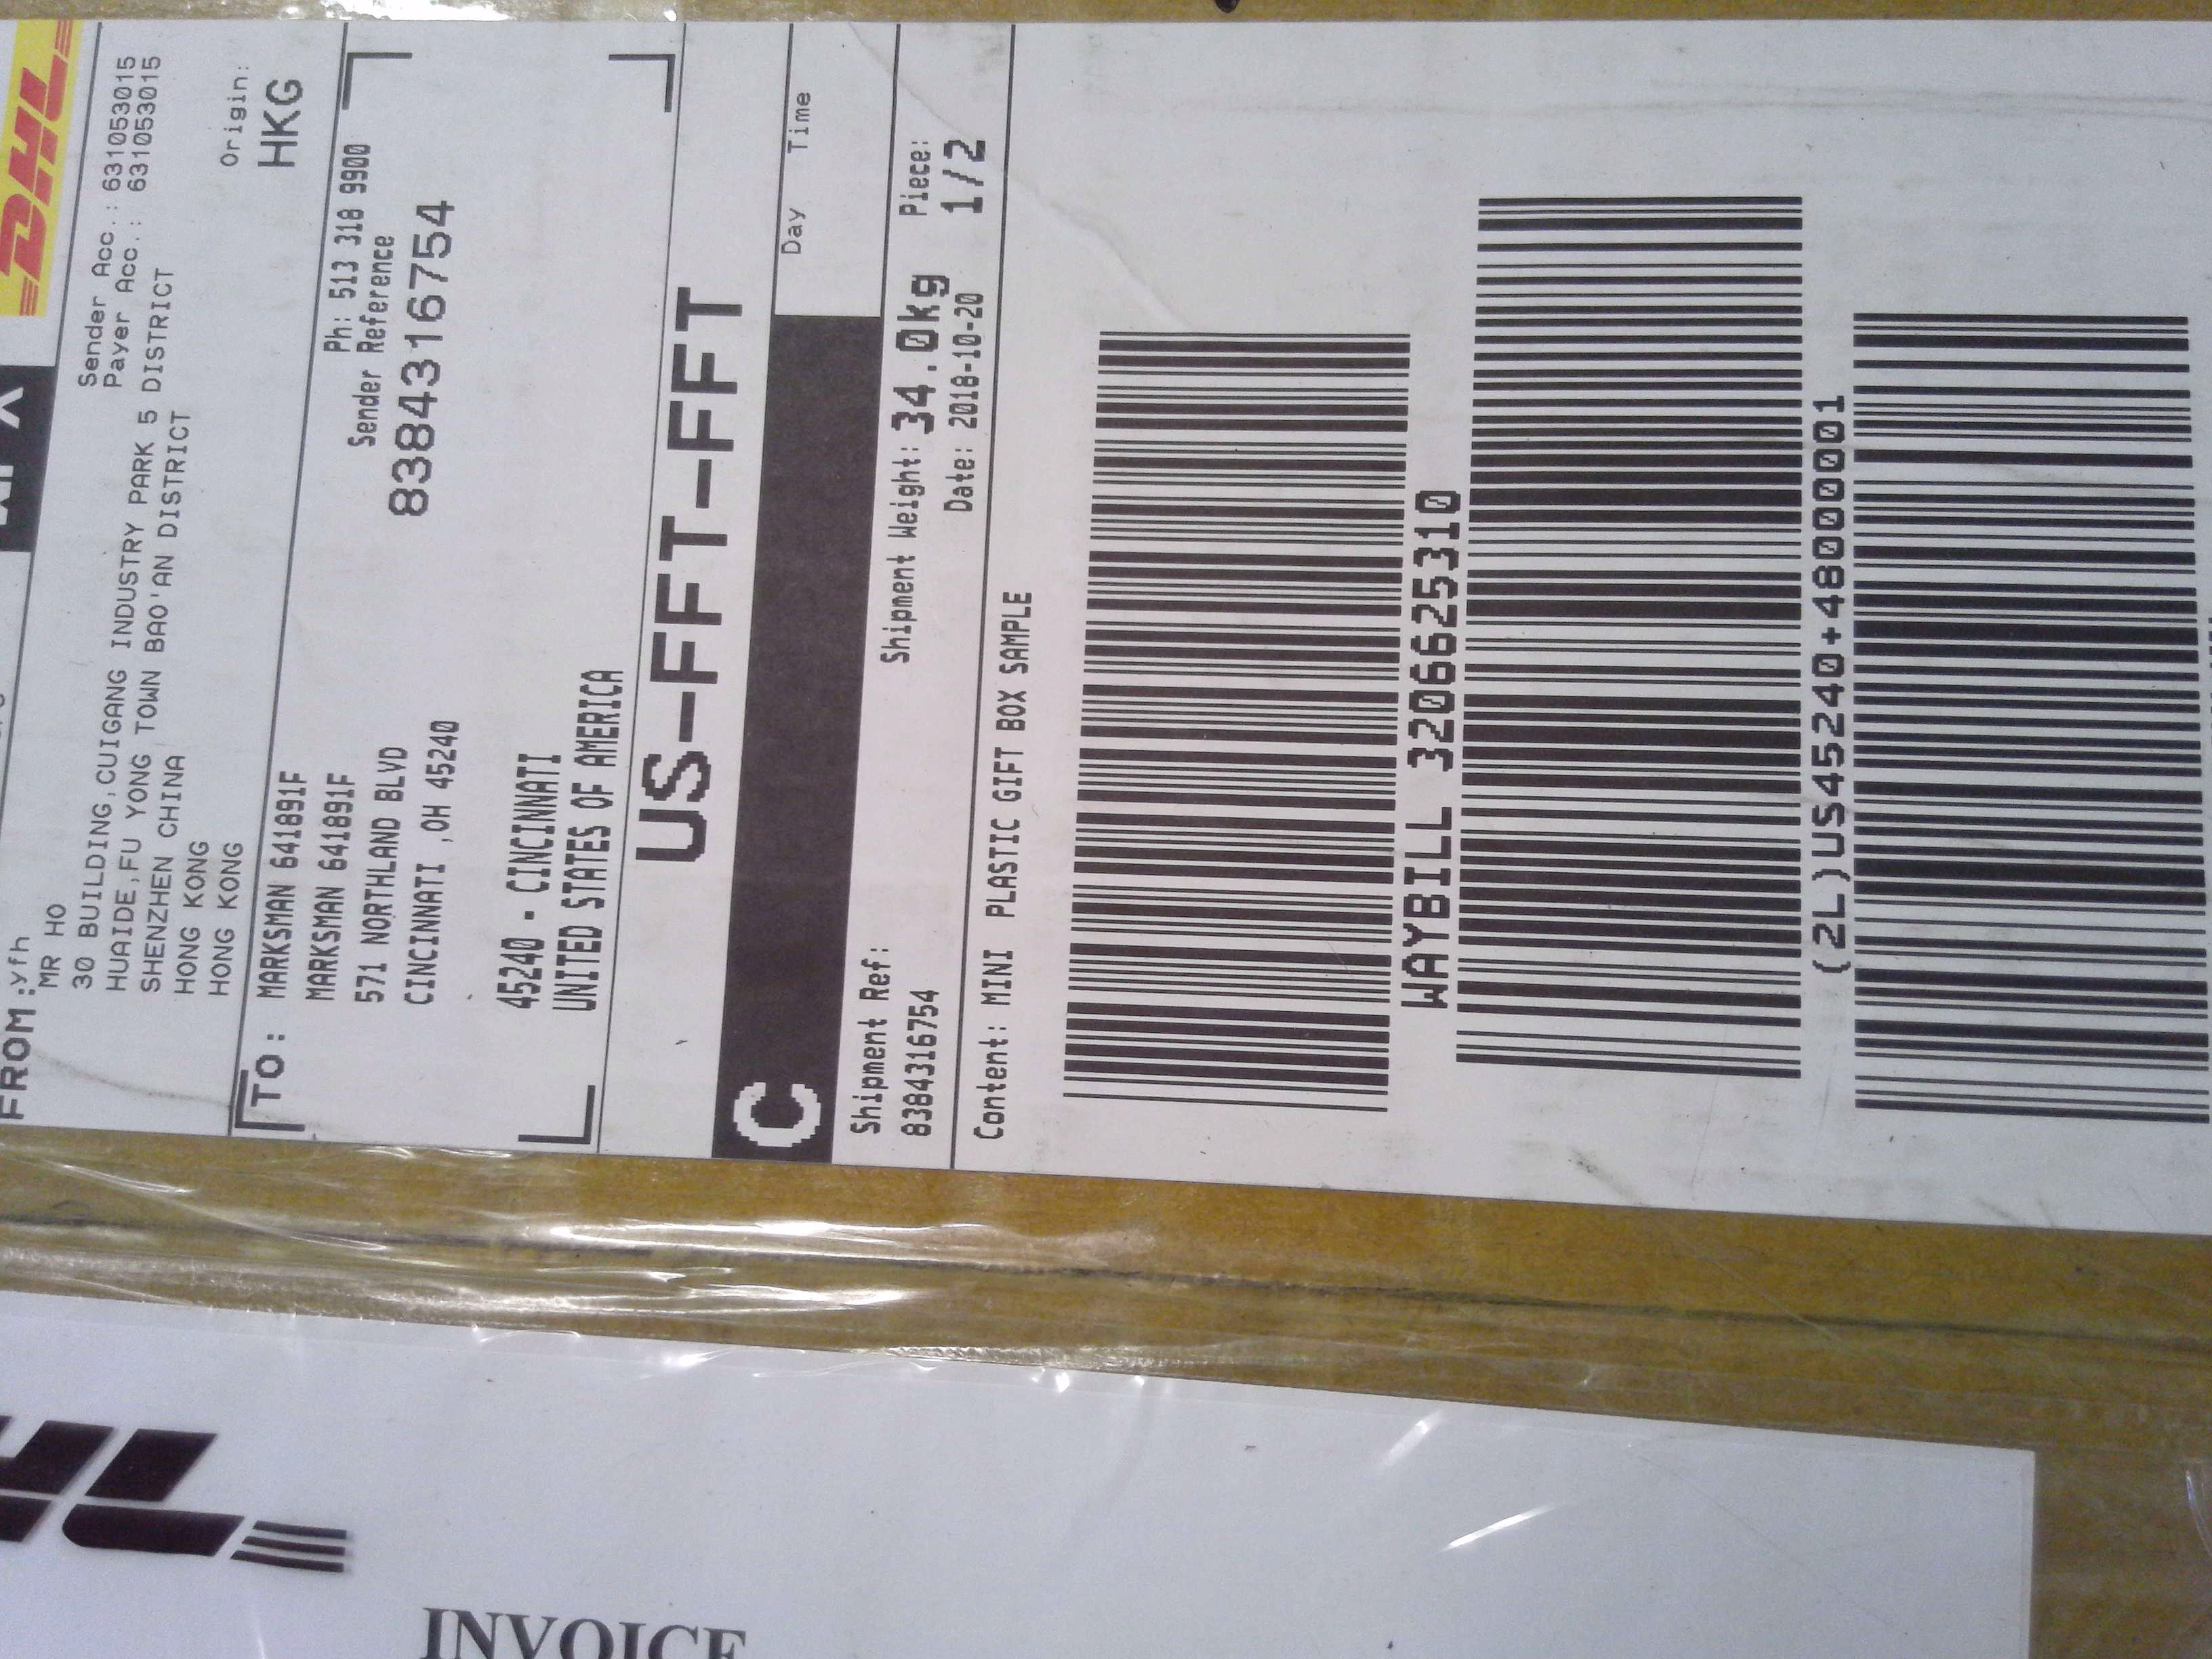 DHL
FROM : yfh
MR HO
30 BUILDING,CUIGANG INDUSTRY PARK 5 DISTRICT
HUAIDE,FU YONG TOWN BAO'AN DISTRICT
SHENZHEN CHINA
HONG KONG
HONG KONG
Sender Acc.: 631053015
Payer Acc.: 631053015
Origin:
HKG
TO: MARKSMAN 641891F
MARKSMAN 641891F
571 NORTHLAND BLVD
CINCINNATI ,OH 45240
45240 - CINCINNATI
UNITED STATES OF AMERICA
Ph: 513 318 9900
Sender Reference
8384316754
US-FFT-FFT
C
Day Time
Shipment Ref:
8384316754
Shipment Weight: 34.0kg
Piece: 1/2
Date: 2018-10-20
Content: MINI PLASTIC GIFT BOX SAMPLE
WAYBILL 3206625310
(2L)US45240+48000001
INVOICE